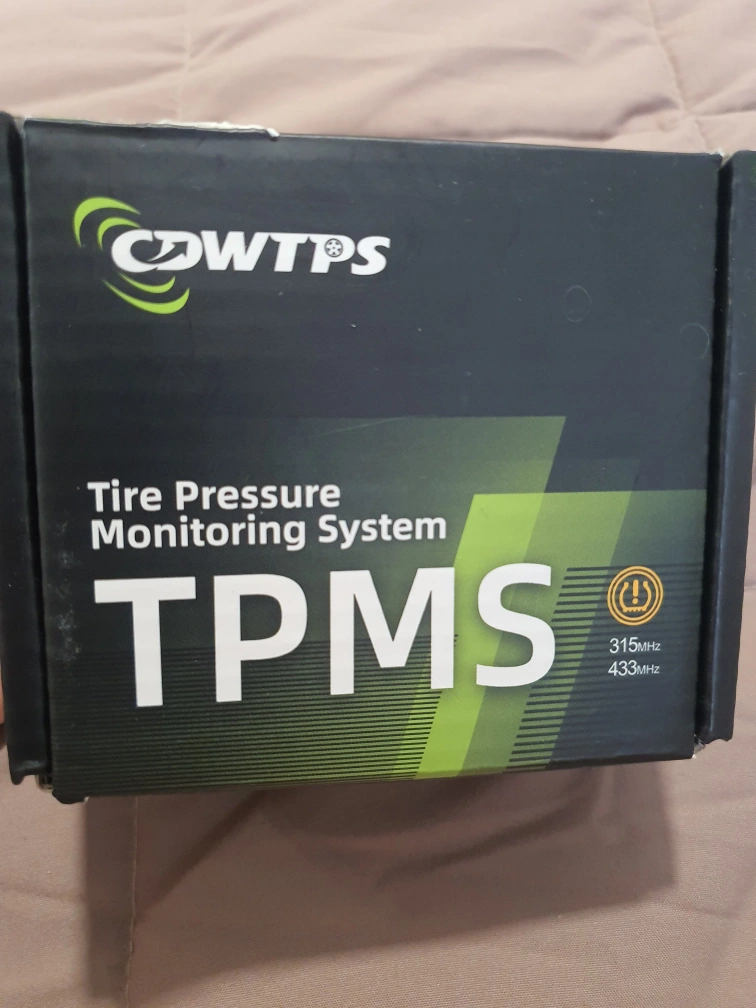 CDWTPS
Tire Pressure
Monitoring System
TPMS
315MHz
433MHz